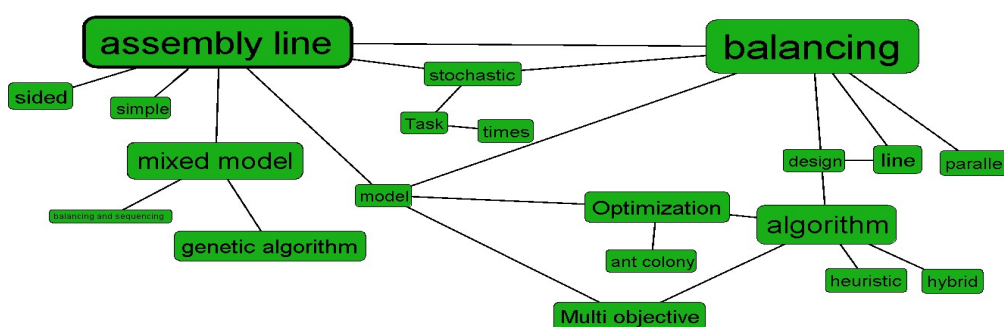 assembly line
balancing
stochastic
sided
simple
Task
times
mixed model
design
line
paralle
model
Optimization
balancing and sequencing
algorithm
genetic algorithm
ant colony
heuristic
hybrid
Multi objective